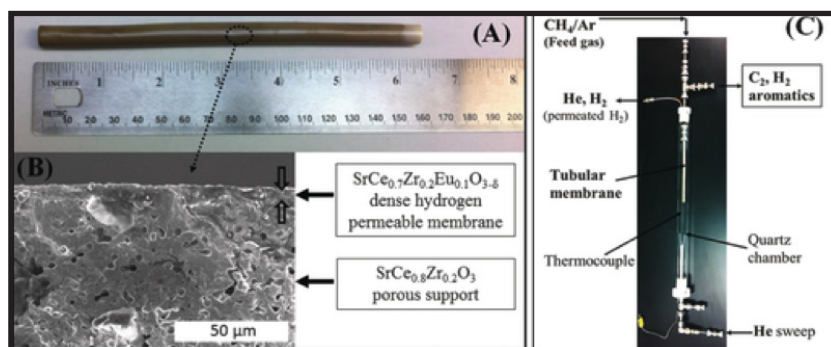 (A)
INCHES
1
2
3
4
5
6
7
8
METRIC
10
20
30
40
50
60
70
80
90
100
110
120
130
140
150
160
170
180
190
200
(B)
SrCe0.7Zr0.2Eu0.1O3-δ
dense hydrogen
permeable membrane
SrCe0.8Zr0.2O3
porous support
50 μm
(C)
CH4/Ar
(Feed gas)
C2, H2
aromatics
He, H2
(permeated H2)
Tubular
membrane
Thermocouple
Quartz
chamber
He sweep